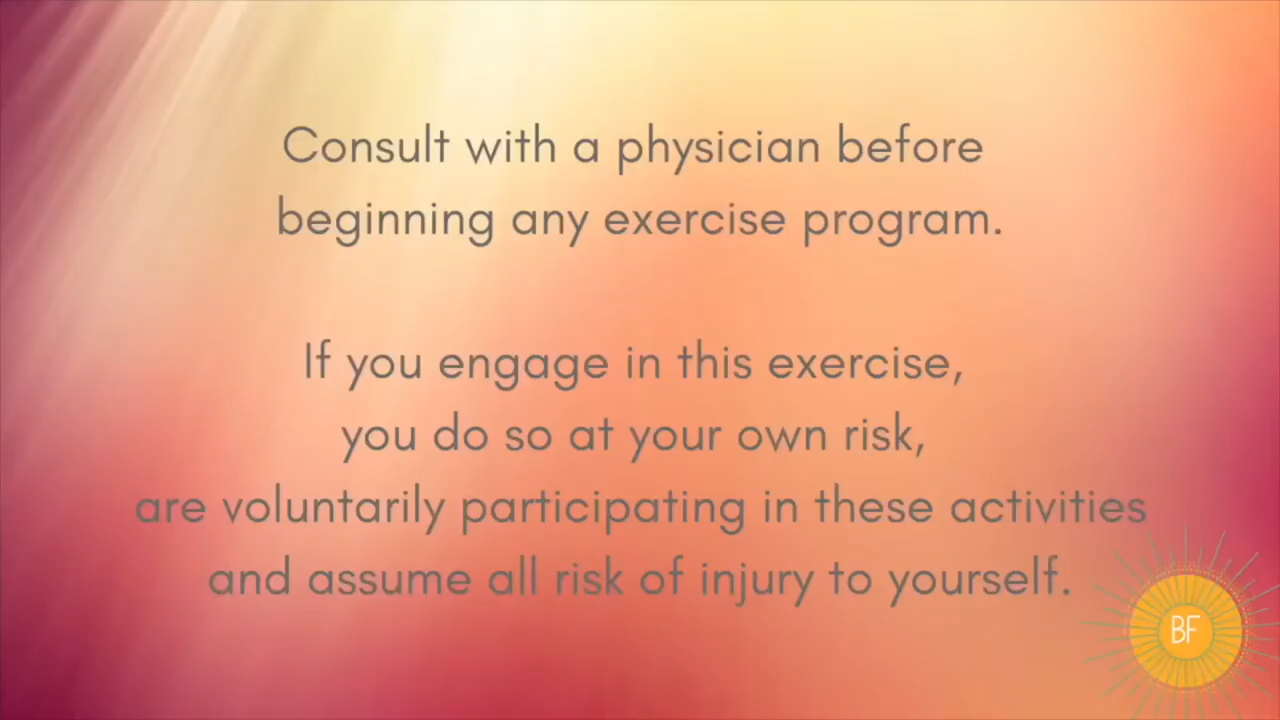 Consult with a physician before
beginning any exercise program.
If you engage in this exercise,
you do so at your own risk,
are voluntarily participating in these activities
and assume all risk of injury to yourself.
BF